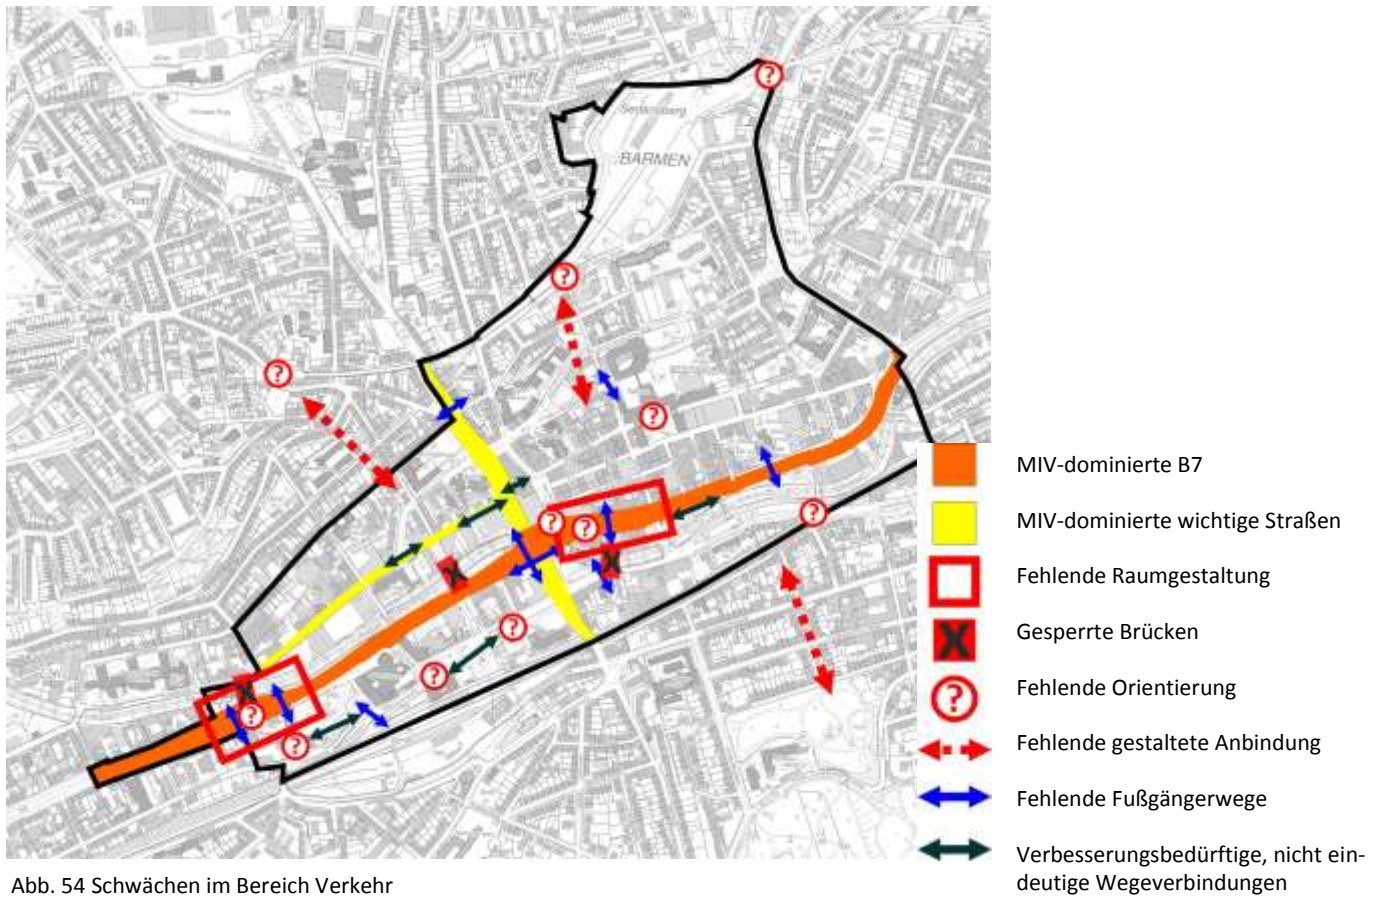 BARMEN
?
?
?
?
?
?
?
?
?
?
?
X
X
X
MIV-dominierte B7
MIV-dominierte wichtige Straßen
Fehlende Raumgestaltung
X
Gesperrte Brücken
?
Fehlende Orientierung
Fehlende gestaltete Anbindung
Fehlende Fußgängerwege
Verbesserungsbedürftige, nicht ein-
deutige Wegeverbindungen
Abb. 54 Schwächen im Bereich Verkehr